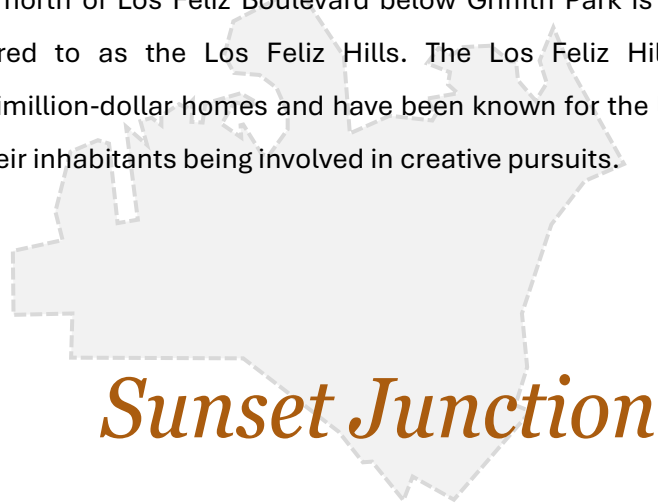 north of Los Feliz Boulevard below Griffith Park is
red to as the Los Feliz Hills. The Los Feliz Hil
imillion-dollar homes and have been known for the
eir inhabitants being involved in creative pursuits.
Sunset Junction